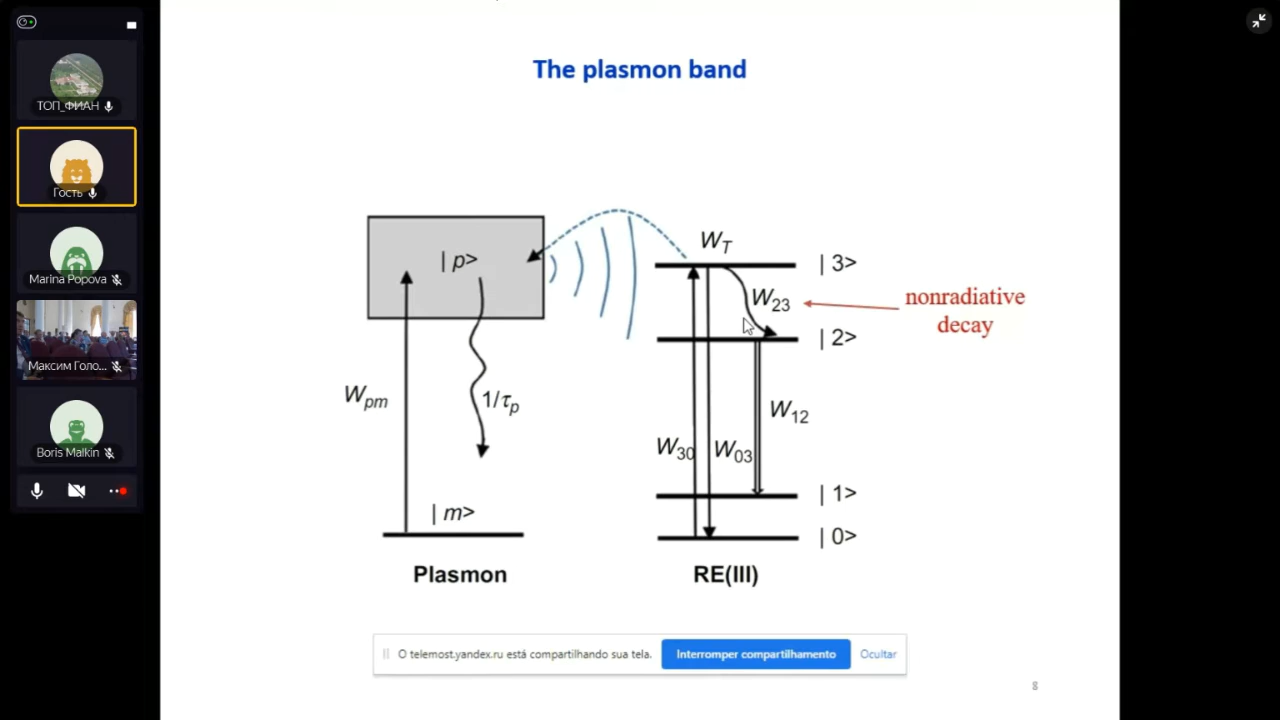 The plasmon band
ТОП_ФИАН
Гость
Marina Popova
Максим Голо...
Boris Malkin
| p>
W_T
| 3>
W_23
nonradiative
decay
| 2>
W_pm
1/τ_p
W_12
W_30
W_03
| m>
| 1>
| 0>
Plasmon
RE(III)
O telemost.yandex.ru está compartilhando sua tela.
Interromper compartilhamento
Ocultar
8